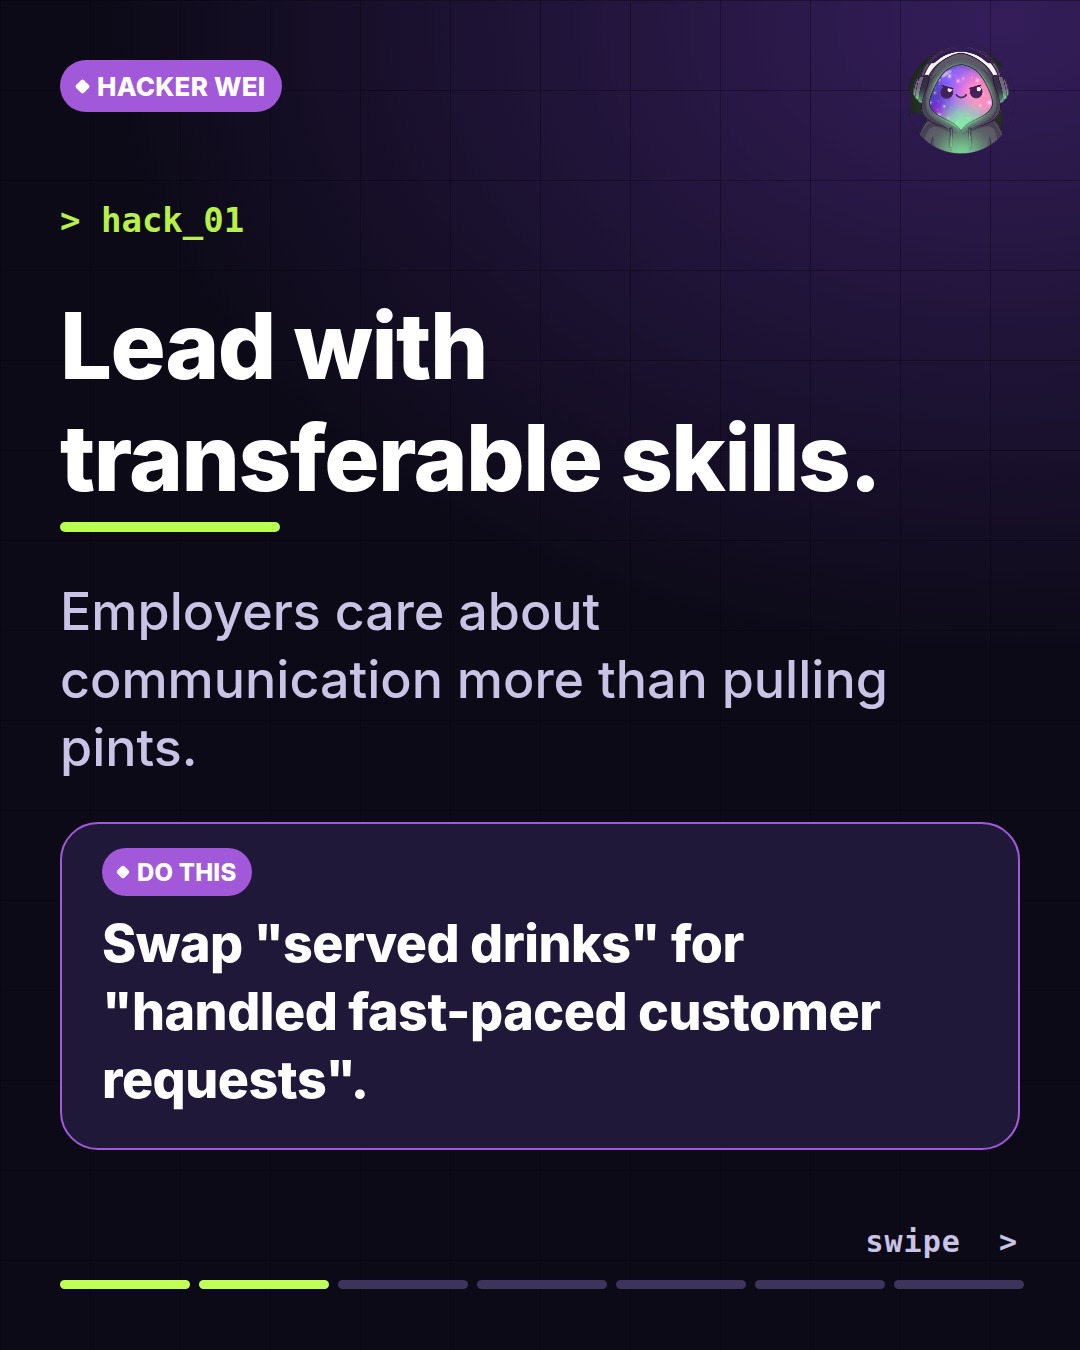 HACKER WEI
> hack_01
Lead with
transferable skills.
Employers care about
communication more than pulling
pints.
DO THIS
Swap "served drinks" for
"handled fast-paced customer
requests".
swipe >